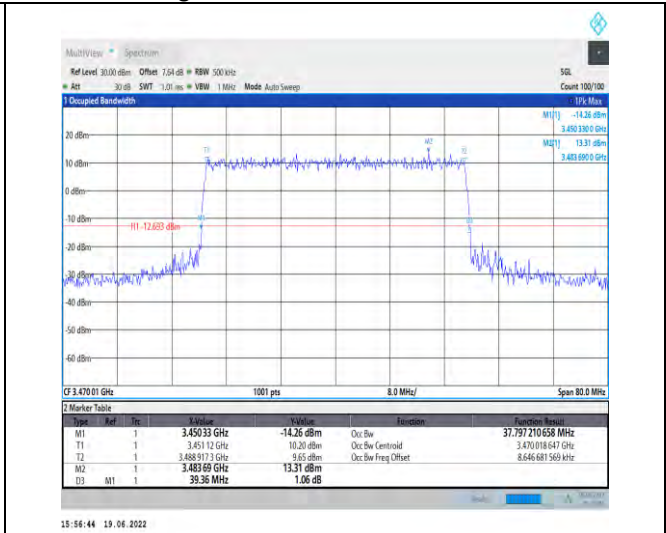 MultiView Spectrum
Ref Level 30.00 dBm Offset 7.64 dB RBW 500 kHz SGL
Att 30 dB SWT 1.01 ms VBW 1 MHz Mode Auto Sweep Count 100/100
1 Occupied Bandwidth 1Pk Max
M1[1] -14.26 dBm
3.450 330 0 GHz
M2[1] 13.31 dBm
3.483 690 0 GHz
20 dBm
M2
10 dBm
0 dBm
-10 dBm
H1 -12.693 dBm
-20 dBm
-30 dBm
-40 dBm
-50 dBm
-60 dBm
CF 3.470 01 GHz 1001 pts 8.0 MHz/ Span 80.0 MHz
2 Marker Table
Type Ref Trc X-Value Y-Value Function Function Result
M1 1 3.450 33 GHz -14.26 dBm Occ Bw 37.797 210 658 MHz
T1 1 3.451 12 GHz 10.20 dBm Occ Bw Centroid 3.470 018 647 GHz
T2 1 3.488 917 3 GHz 9.65 dBm Occ Bw Freq Offset 8.646 681 569 kHz
M2 1 3.483 69 GHz 13.31 dBm
D3 M1 1 39.36 MHz 1.06 dB
15:56:44 19.06.2022